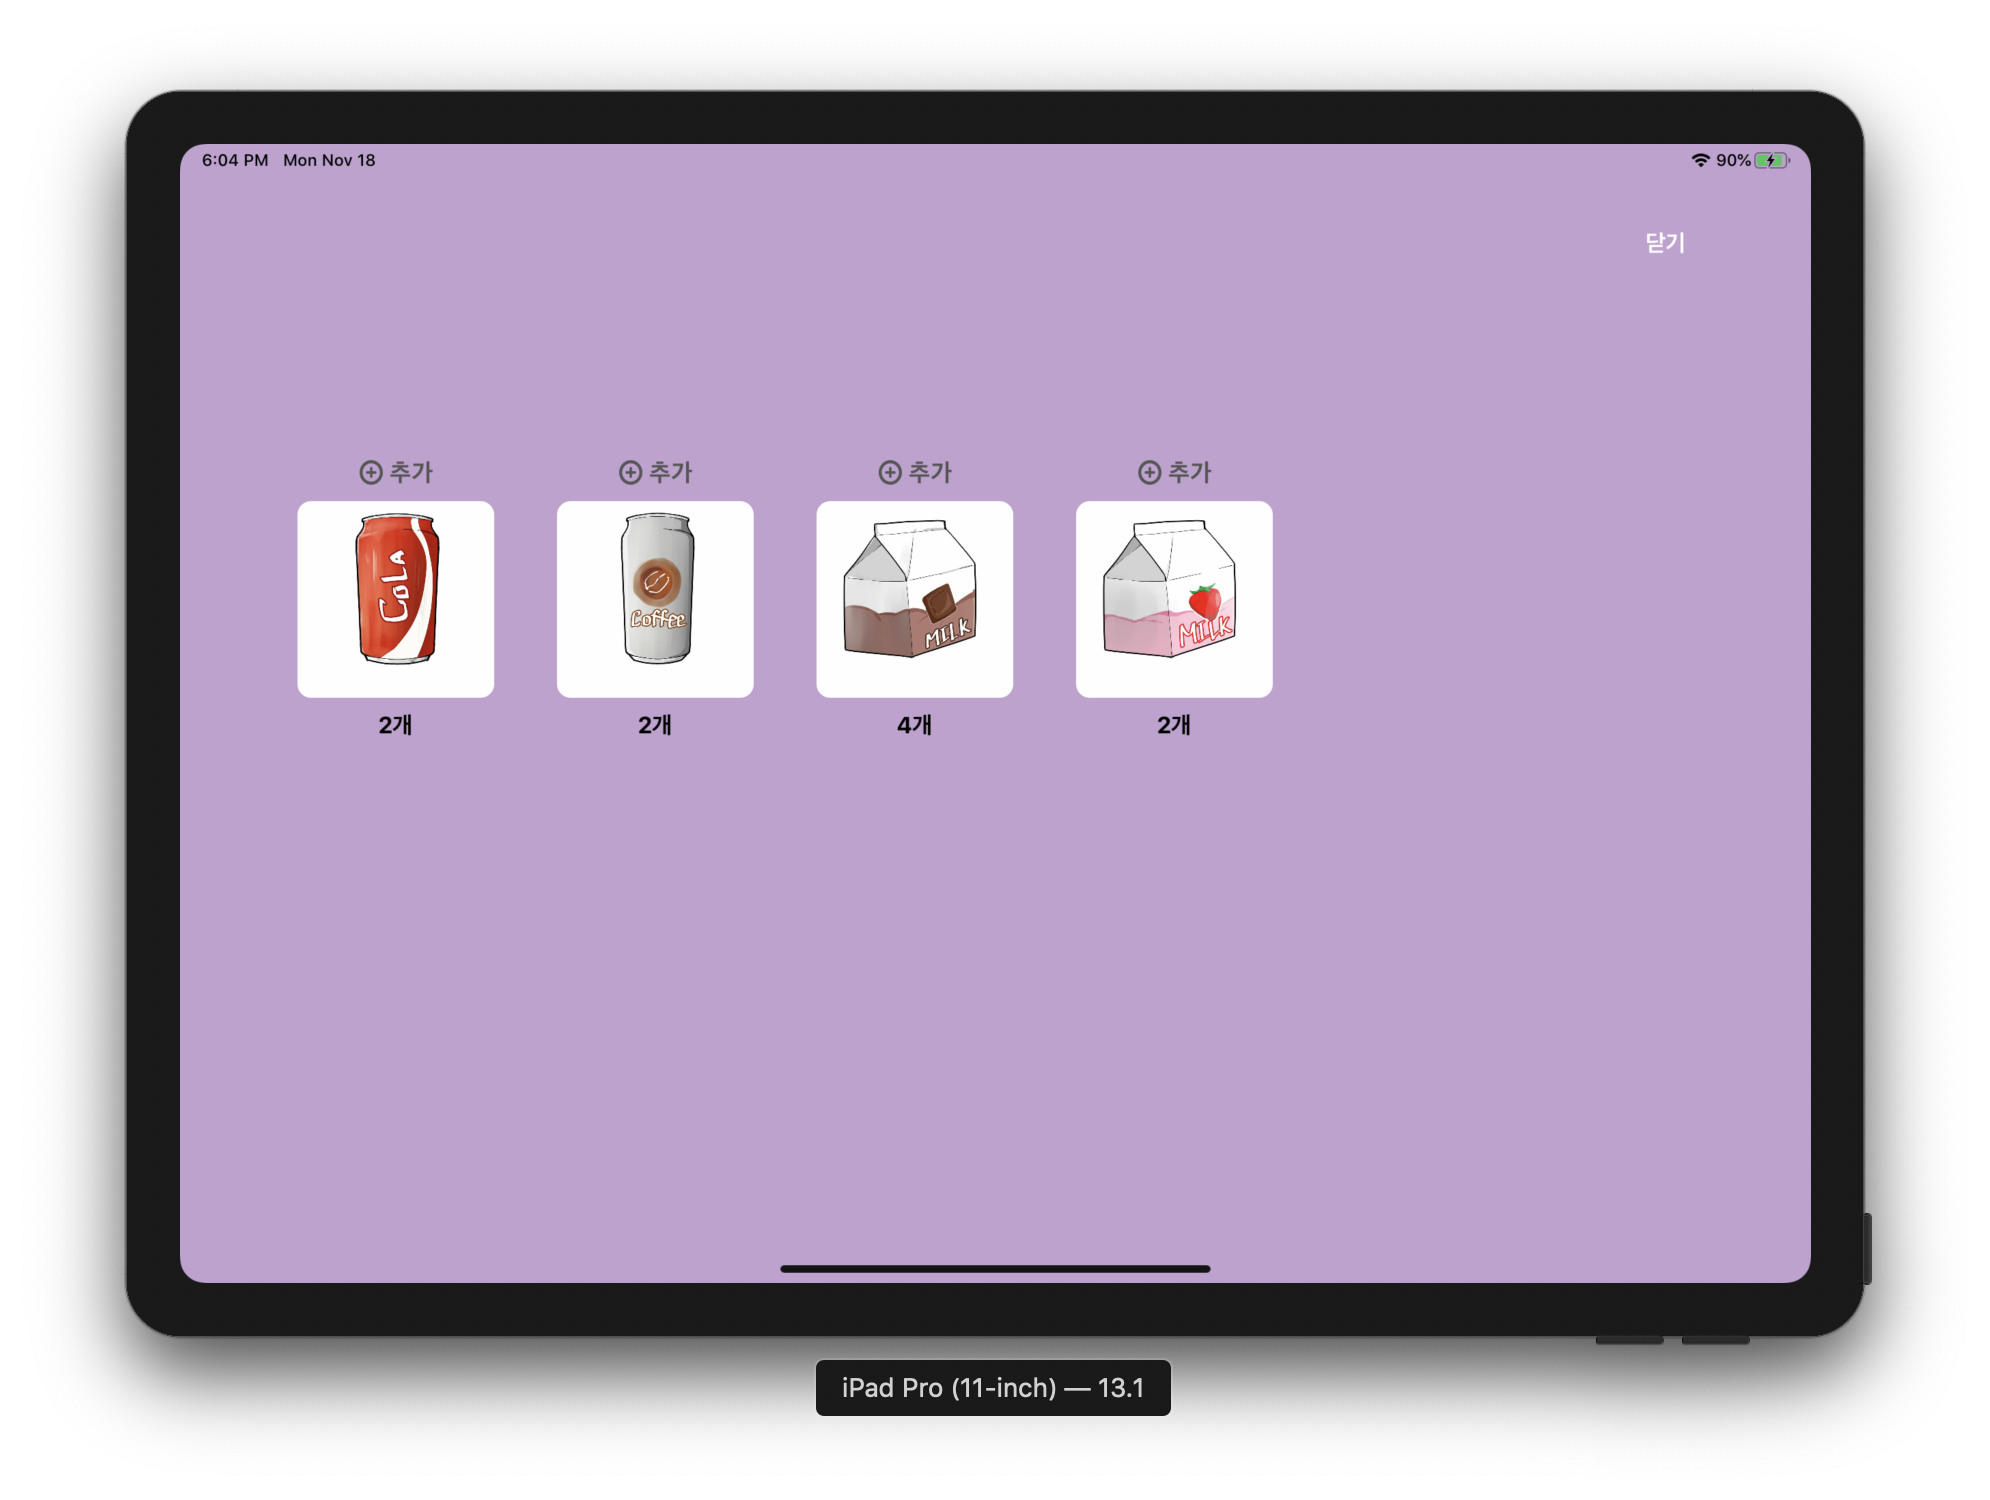 6:04 PM Mon Nov 18 90%
닫기
추가 추가 추가 추가
COLA Coffee MILK MILK
2개 2개 4개 2개
iPad Pro (11-inch) — 13.1